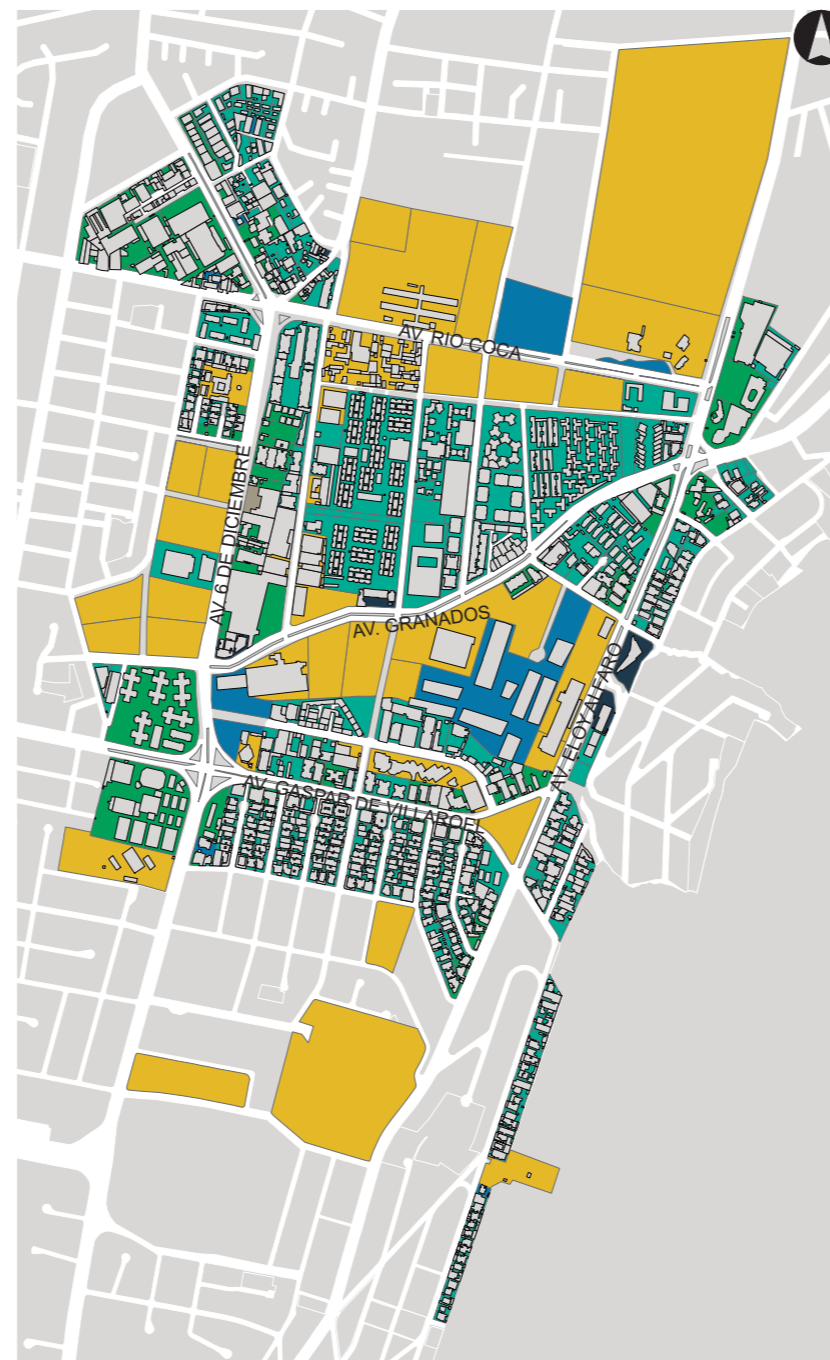 AV. RIO COCA
AV. 6 DE DICIEMBRE
AV. GRANADOS
AV. ELOY ALFARO
AV. GASPAR DE VILLAROEL